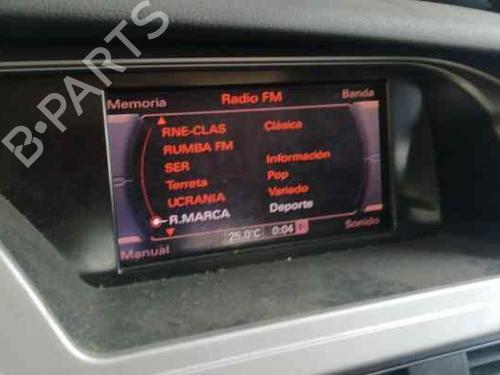 B-PARTS
Memoria
Radio FM
Banda
RNE-CLAS Clásica
RUMBA FM
SER Información
Terreta Pop
UCRANIA Variado
R.MARCA Deporte
25.0°C 0:04
Manual
Sonido